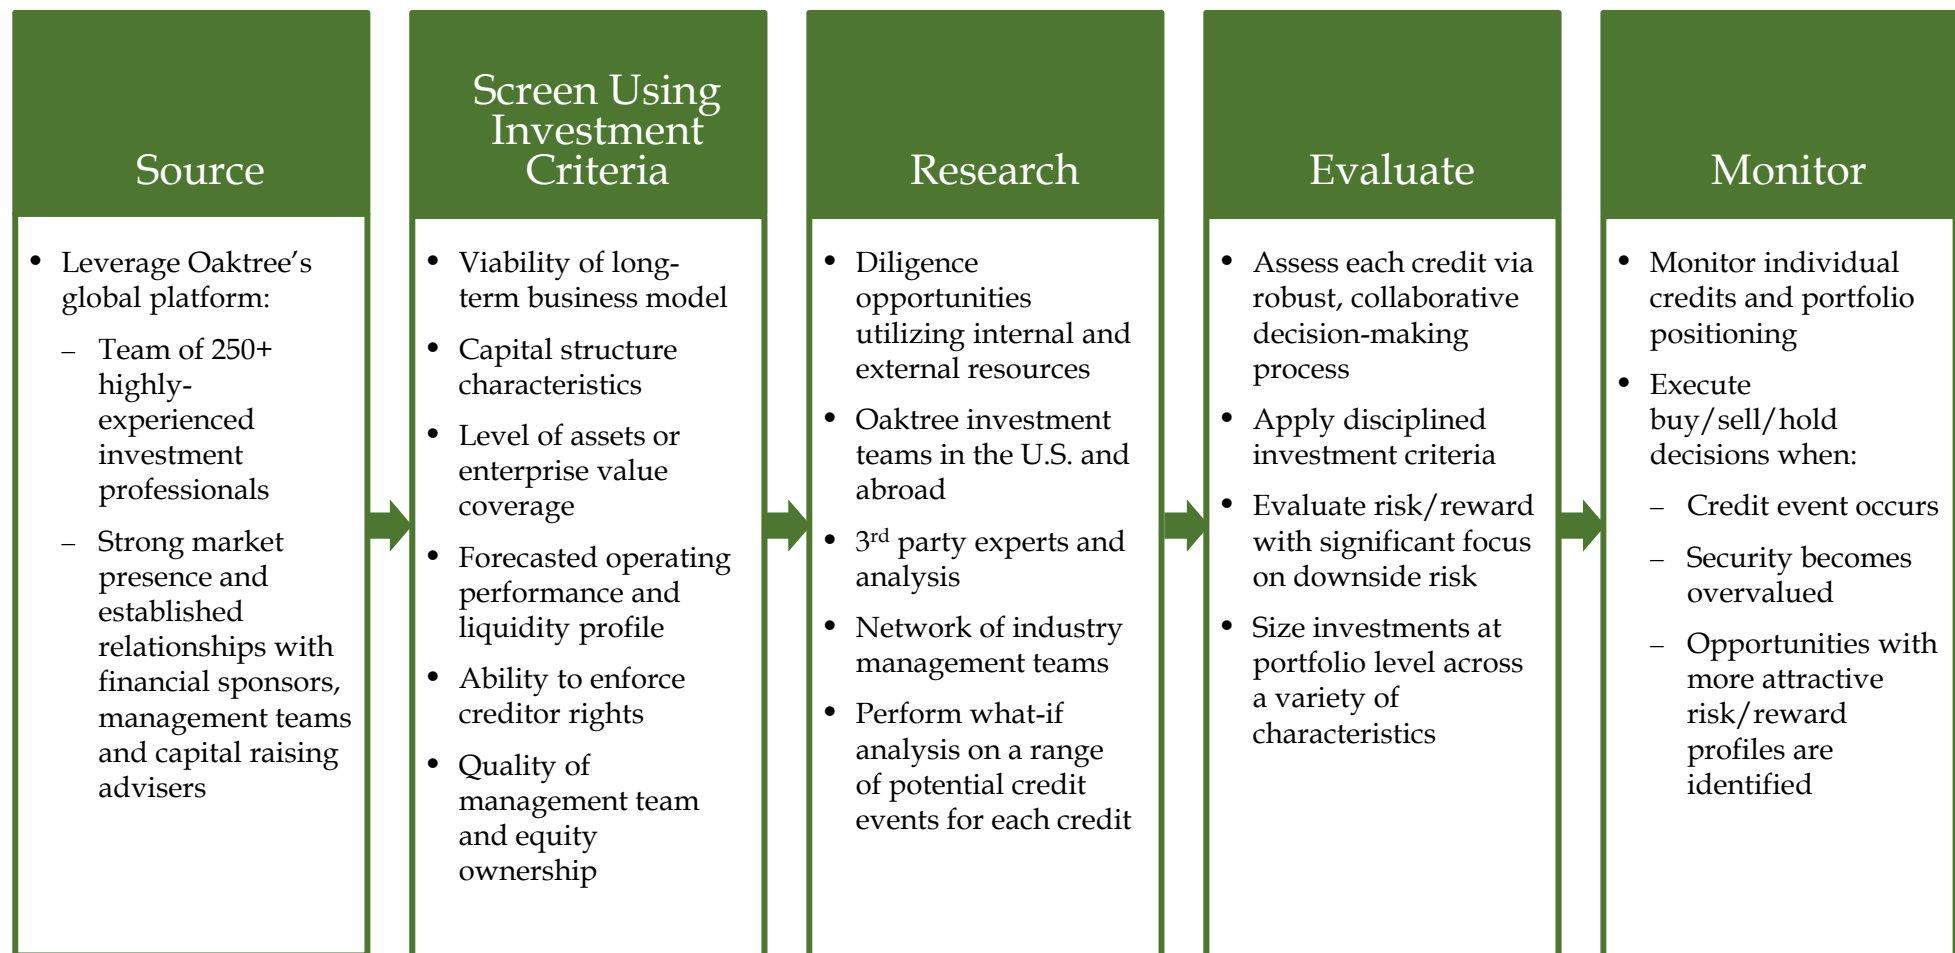 Source
• Leverage Oaktree’s
global platform:
– Team of 250+
highly-
experienced
investment
professionals
– Strong market
presence and
established
relationships with
financial sponsors,
management teams
and capital raising
advisers
Screen Using
Investment
Criteria
• Viability of long-
term business model
• Capital structure
characteristics
• Level of assets or
enterprise value
coverage
• Forecasted operating
performance and
liquidity profile
• Ability to enforce
creditor rights
• Quality of
management team
and equity
ownership
Research
• Diligence
opportunities
utilizing internal and
external resources
• Oaktree investment
teams in the U.S. and
abroad
• 3rd party experts and
analysis
• Network of industry
management teams
• Perform what-if
analysis on a range
of potential credit
events for each credit
Evaluate
• Assess each credit via
robust, collaborative
decision-making
process
• Apply disciplined
investment criteria
• Evaluate risk/reward
with significant focus
on downside risk
• Size investments at
portfolio level across
a variety of
characteristics
Monitor
• Monitor individual
credits and portfolio
positioning
• Execute
buy/sell/hold
decisions when:
– Credit event occurs
– Security becomes
overvalued
– Opportunities with
more attractive
risk/reward
profiles are
identified